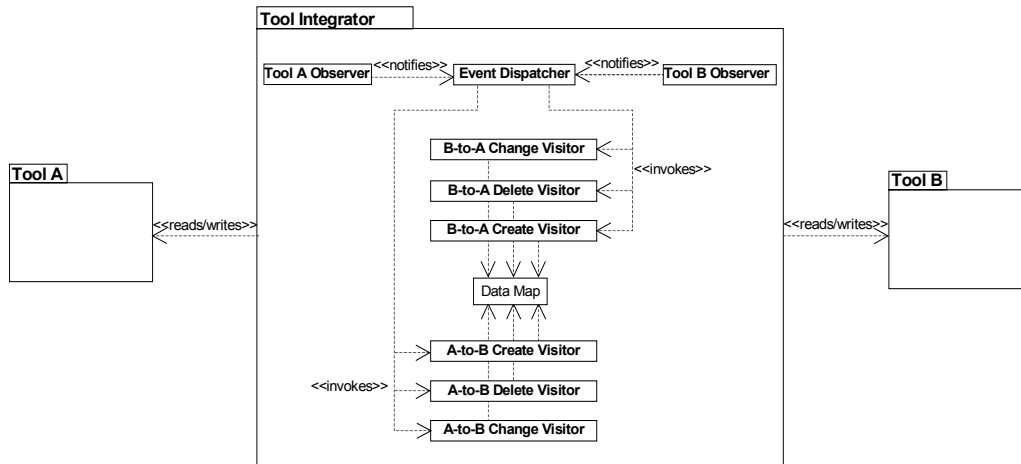 Tool Integrator
<<notifies>>
<<notifies>>
Tool A Observer
Event Dispatcher
Tool B Observer
B-to-A Change Visitor
<<invokes>>
Tool A
Tool B
B-to-A Delete Visitor
<<reads/writes>>
B-to-A Create Visitor
<<reads/writes>>
Data Map
A-to-B Create Visitor
<<invokes>>
A-to-B Delete Visitor
A-to-B Change Visitor